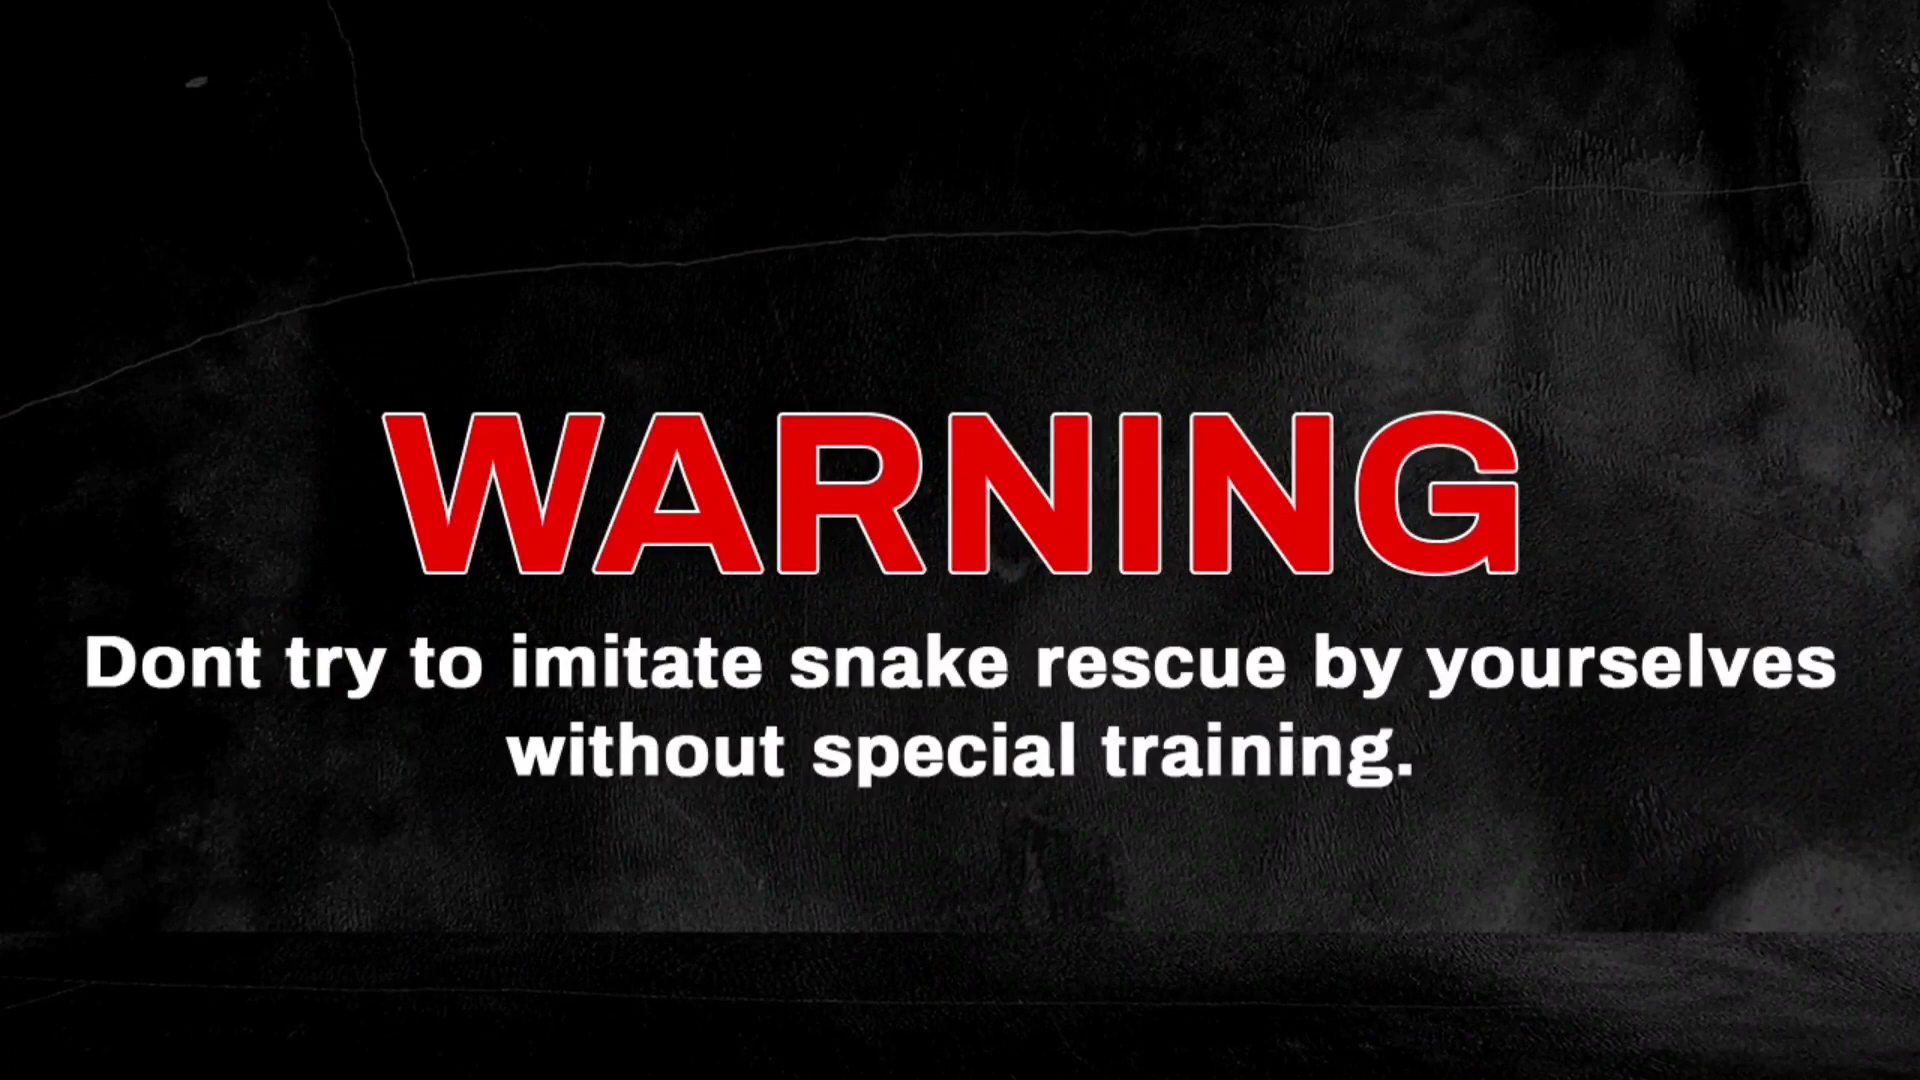 WARNING
Dont try to imitate snake rescue by yourselves
without special training.